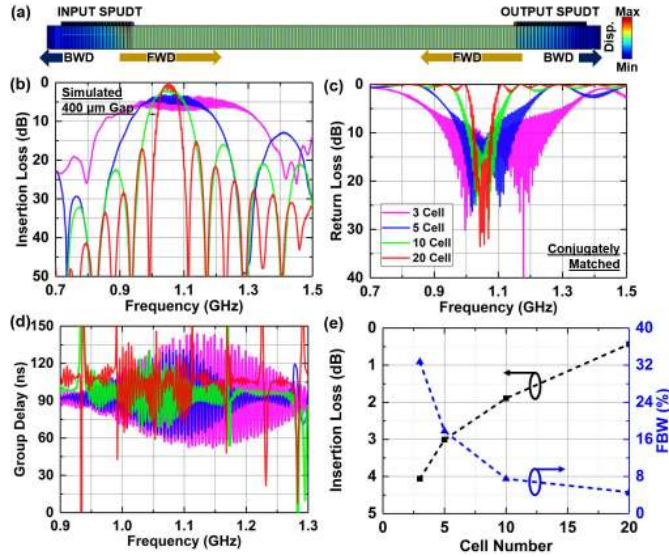 (a)
INPUT SPUDT
OUTPUT SPUDT
BWD
FWD
FWD
BWD
Disp.
Max
Min
(b)
Simulated
400 μm Gap
Insertion Loss (dB)
0
10
20
30
40
50
0.7 0.9 1.1 1.3 1.5
Frequency (GHz)
(c)
Return Loss (dB)
0
10
20
30
40
3 Cell
5 Cell
10 Cell
20 Cell
Conjugately
Matched
0.7 0.9 1.1 1.3 1.5
Frequency (GHz)
(d)
Group Delay (ns)
150
120
90
60
30
0
0.9 1.0 1.1 1.2 1.3
Frequency (GHz)
(e)
Insertion Loss (dB)
0
1
2
3
4
5
0 5 10 15 20
Cell Number
40
32
24
16
8
0
FBW (%)